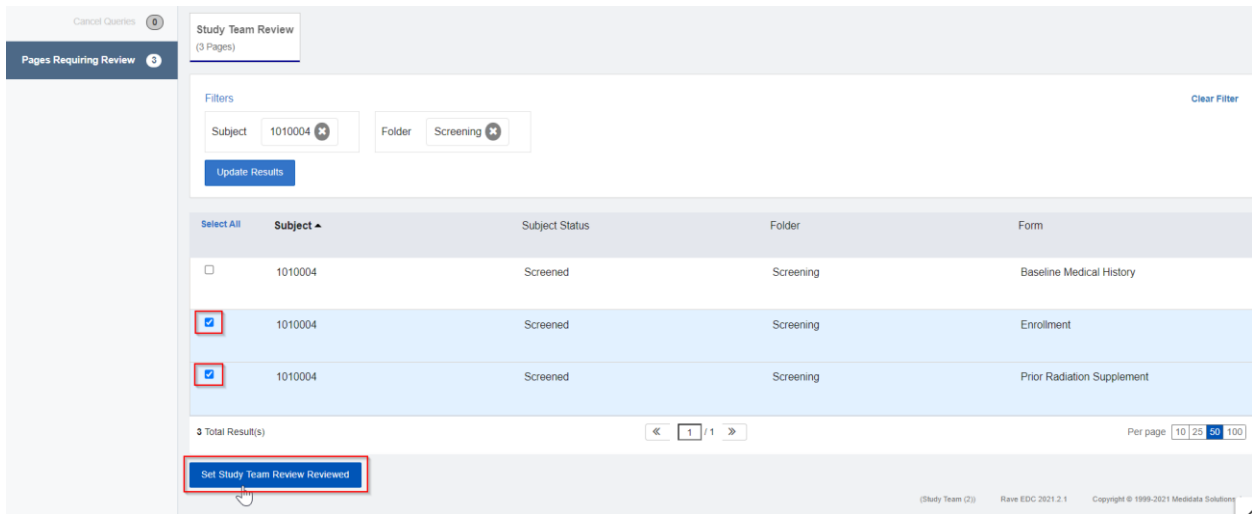 Cancel Queries 0
Pages Requiring Review 3
Study Team Review
(3 Pages)
Filters
Clear Filter
Subject 1010004 Folder Screening
Update Results
Select All Subject Subject Status Folder Form
1010004 Screened Screening Baseline Medical History
1010004 Screened Screening Enrollment
1010004 Screened Screening Prior Radiation Supplement
3 Total Result(s) « 1 / 1 » Per page 10 25 50 100
Set Study Team Review Reviewed
(Study Team (2)) Rave EDC 2021.2.1 Copyright © 1999-2021 Medidata Solutions